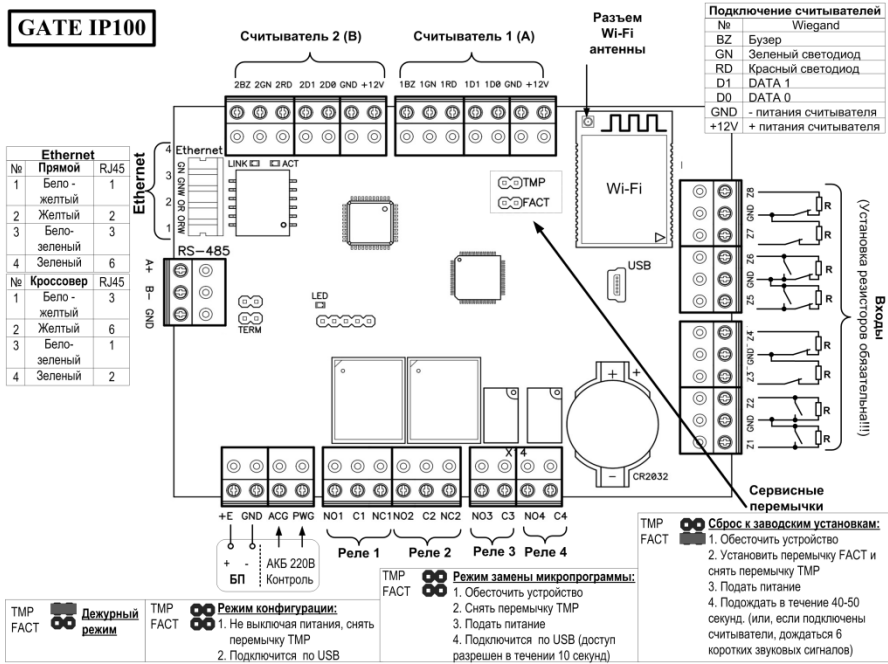 GATE IP100
Считыватель 2 (В)
Считыватель 1 (А)
Разъем
Wi-Fi
антенны
Подключение считывателей
№ Wiegand
BZ Бузер
GN Зеленый светодиод
RD Красный светодиод
D1 DATA 1
D0 DATA 0
GND - питания считывателя
+12V + питания считывателя
2BZ 2GN 2RD 2D1 2D0 GND +12V
1BZ 1GN 1RD 1D1 1D0 GND +12V
Ethernet
№ Прямой RJ45
1 Бело - желтый 1
2 Желтый 2
3 Бело-зеленый 3
4 Зеленый 6
№ Кроссовер RJ45
1 Бело - желтый 3
2 Желтый 6
3 Бело-зеленый 1
4 Зеленый 2
Ethernet
4 Ethernet
3
2
1
GN GNW OR ORW
LINK ACT
TMP
FACT
Wi-Fi
USB
RS-485
A+ B- GND
TERM
LED
X14
CR2032
+
+
−
Z8
GND
Z7
Z6
GND
Z5
Z4
GND
Z3
Z2
GND
Z1
R
R
R
R
R
R
R
R
Входы
(Установка резисторов обязательна!!!)
+E GND ACG PWG NO1 C1 NC1 NO2 C2 NC2 NO3 C3 NO4 C4
+ -
БП
АКБ 220В
Контроль
Реле 1 Реле 2 Реле 3 Реле 4
Сервисные
перемычки
TMP
FACT
Дежурный
режим
TMP
FACT
Режим конфигурации:
1. Не выключая питания, снять
перемычку TMP
2. Подключится по USB
TMP
FACT
Режим замены микропрограммы:
1. Обесточить устройство
2. Снять перемычку TMP
3. Подать питание
4. Подключится по USB (доступ
разрешен в течении 10 секунд)
TMP
FACT
Сброс к заводским установкам:
1. Обесточить устройство
2. Установить перемычку FACT и
снять перемычку TMP
3. Подать питание
4. Подождать в течение 40-50
секунд. (или, если подключены
считыватели, дождаться 6
коротких звуковых сигналов)